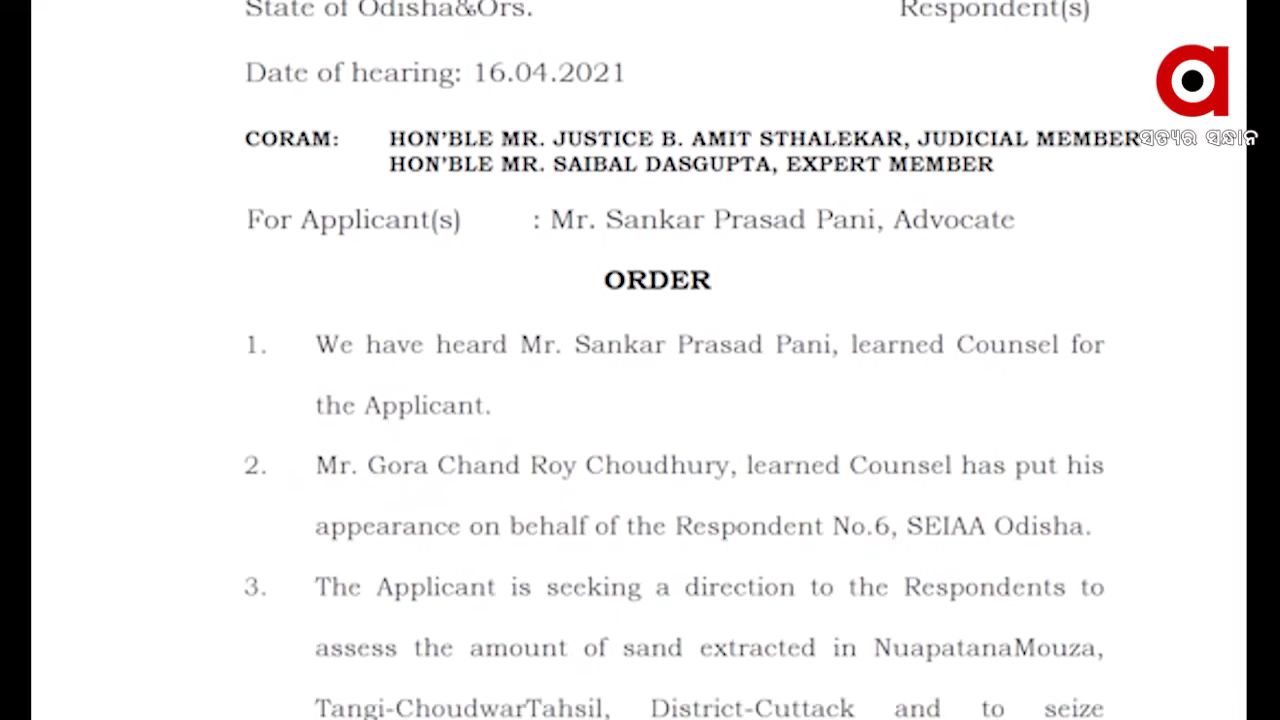 State of Odisha&Ors. Respondent(s)
Date of hearing: 16.04.2021
CORAM: HON'BLE MR. JUSTICE B. AMIT STHALEKAR, JUDICIAL MEMBER
HON'BLE MR. SAIBAL DASGUPTA, EXPERT MEMBER
ସତ୍ୟର ସନ୍ଧାନ
For Applicant(s) : Mr. Sankar Prasad Pani, Advocate
ORDER
1. We have heard Mr. Sankar Prasad Pani, learned Counsel for
the Applicant.
2. Mr. Gora Chand Roy Choudhury, learned Counsel has put his
appearance on behalf of the Respondent No.6, SEIAA Odisha.
3. The Applicant is seeking a direction to the Respondents to
assess the amount of sand extracted in NuapatanaMouza,
Tangi-ChoudwarTahsil, District-Cuttack and to seize